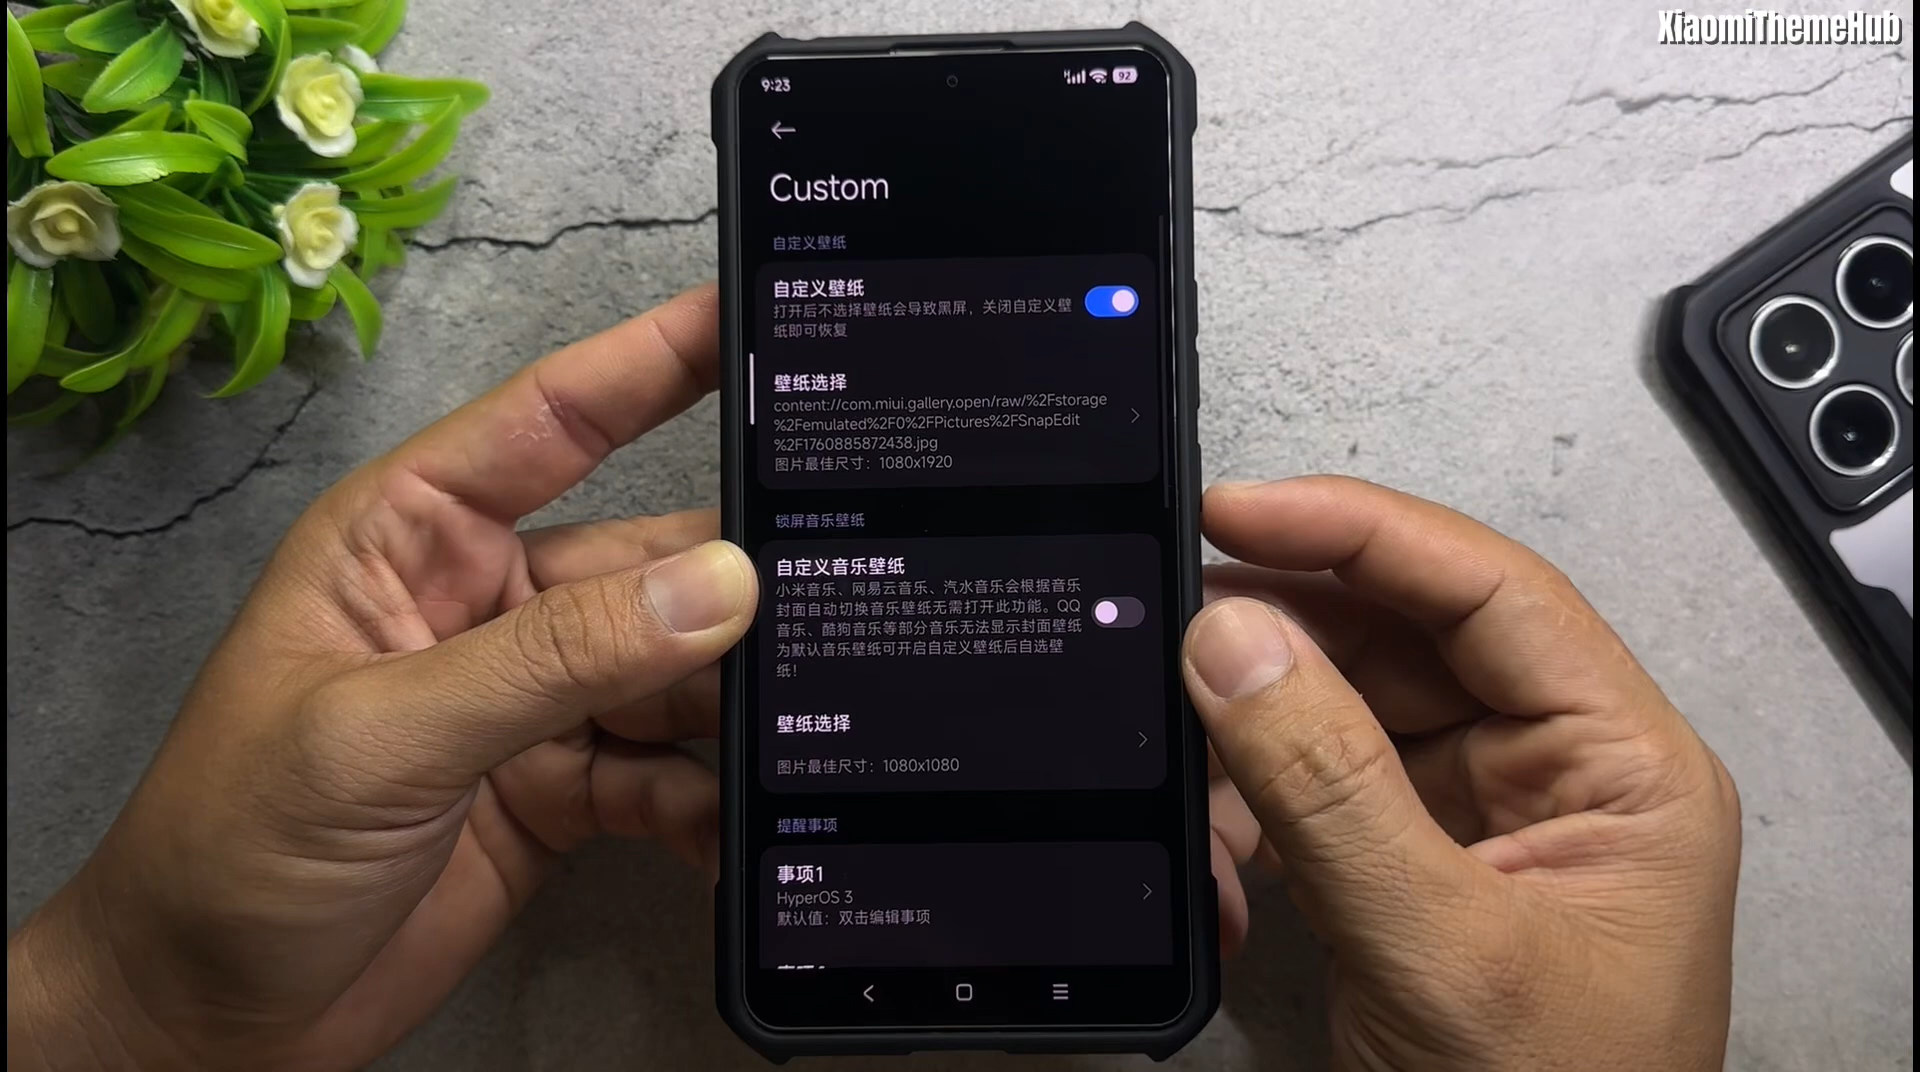 XiaomiThemeHub
9:23
92
Custom
自定义壁纸
自定义壁纸
打开后不选择壁纸会导致黑屏，关闭自定义壁
纸即可恢复
壁纸选择
content://com.miui.gallery.open/raw/%2Fstorage
%2Femulated%2F0%2FPictures%2FSnapEdit
%2F1760885872438.jpg
图片最佳尺寸：1080x1920
锁屏音乐壁纸
自定义音乐壁纸
小米音乐、网易云音乐、汽水音乐会根据音乐
封面自动切换音乐壁纸无需打开此功能。QQ
音乐、酷狗音乐等部分音乐无法显示封面壁纸
为默认音乐壁纸可开启自定义壁纸后自选壁
纸！
壁纸选择
图片最佳尺寸：1080x1080
提醒事项
事项1
HyperOS 3
默认值：双击编辑事项